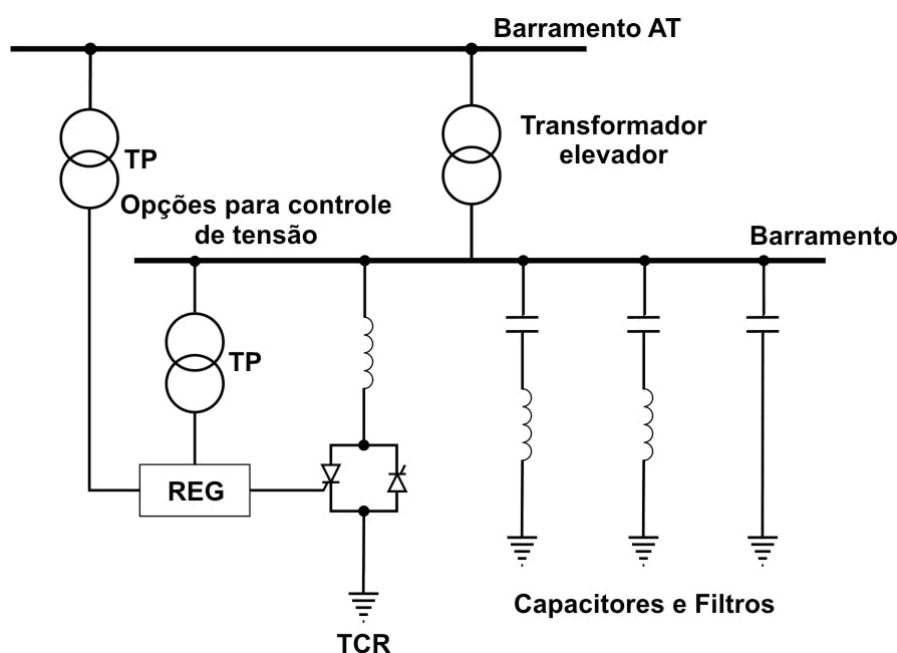 Barramento AT
TP
Transformador
elevador
Opções para controle
de tensão
Barramento
TP
REG
Capacitores e Filtros
TCR